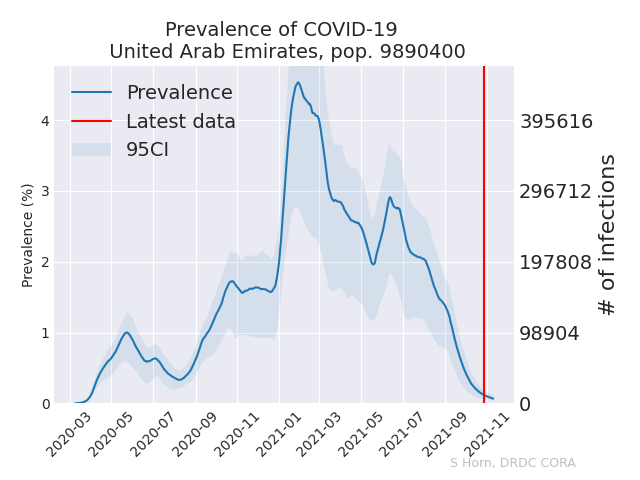 Prevalence of COVID-19
United Arab Emirates, pop. 9890400
Prevalence
Latest data
95CI
Prevalence (%)
4
3
2
1
0
395616
296712
197808
98904
0
# of infections
2020-03
2020-05
2020-07
2020-09
2020-11
2021-01
2021-03
2021-05
2021-07
2021-09
2021-11
S Horn, DRDC CORA